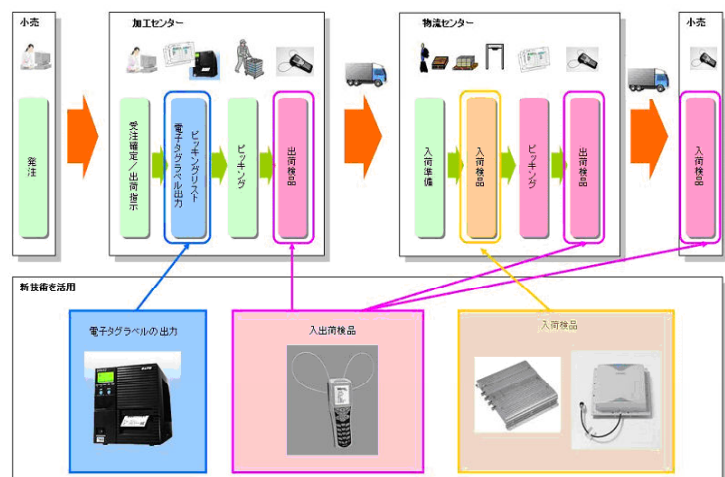 小売
加工センター
物流センター
小売
発注
受注確定／出荷指示
ピッキングリスト
電子タグラベル出力
ピッキング
出荷検品
入荷準備
入荷検品
ピッキング
出荷検品
入荷検品
新技術を活用
電子タグラベルの出力
入出荷検品
入荷検品